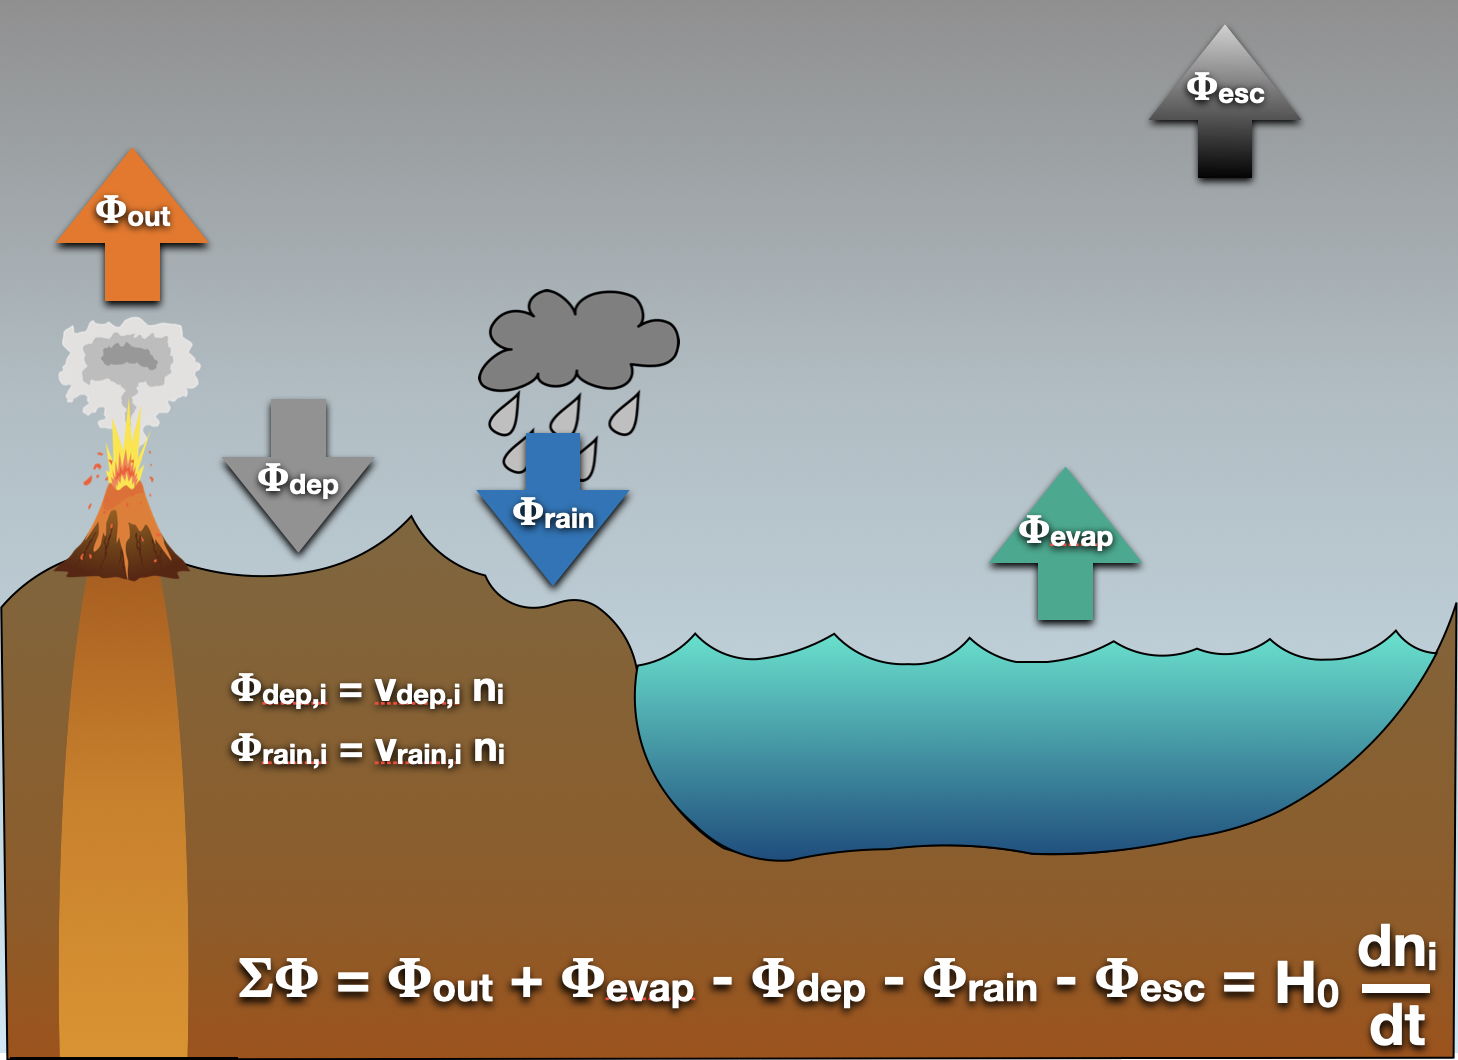 Φesc
Φout
Φdep
Φrain
Φevap
Φdep,i = vdep,i ni
Φrain,i = vrain,i ni
ΣΦ = Φout + Φevap - Φdep - Φrain - Φesc = H0 dni/dt